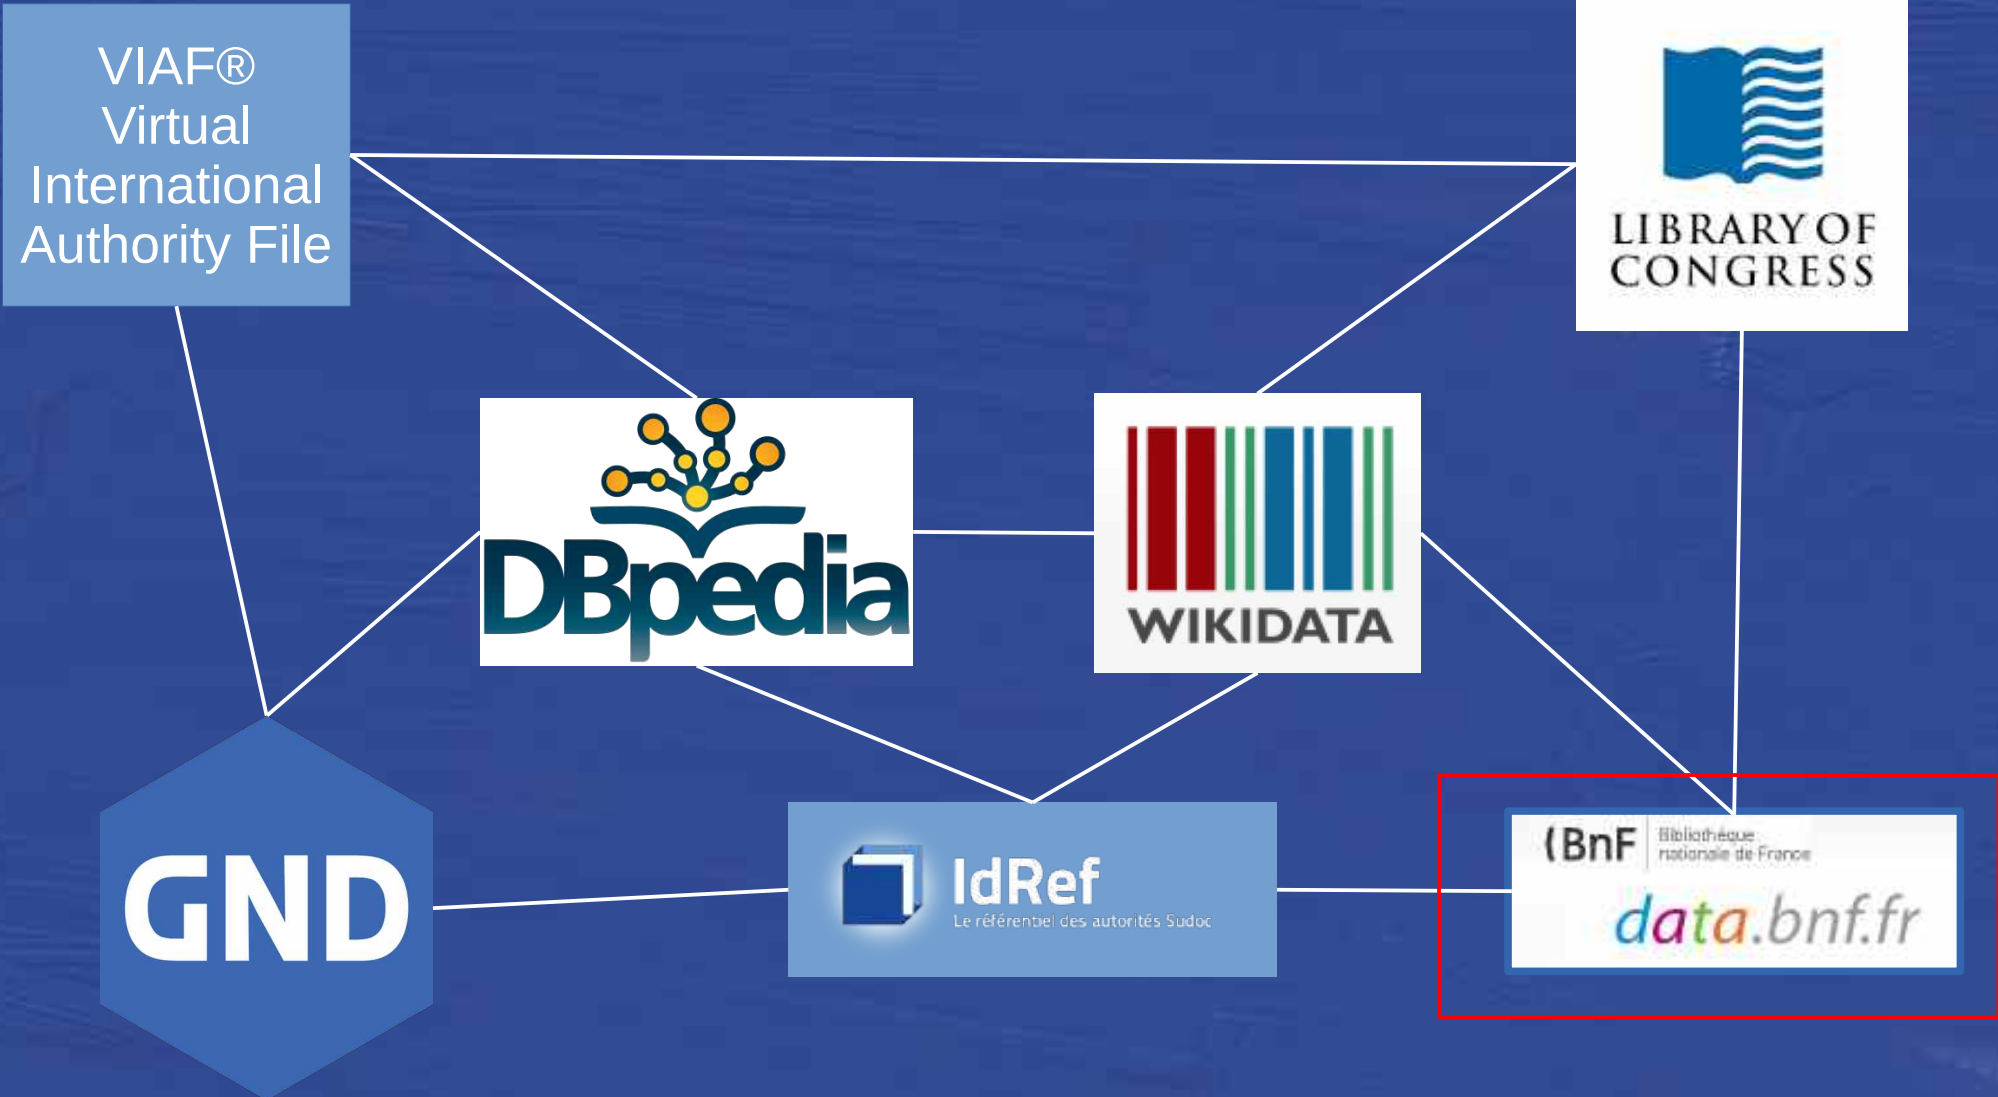 VIAF®
Virtual
International
Authority File
LIBRARY OF
CONGRESS
DBpedia
WIKIDATA
GND
IdRef
Le référentiel des autorités Sudoc
(BnF
Bibliothèque
nationale de France
data.bnf.fr